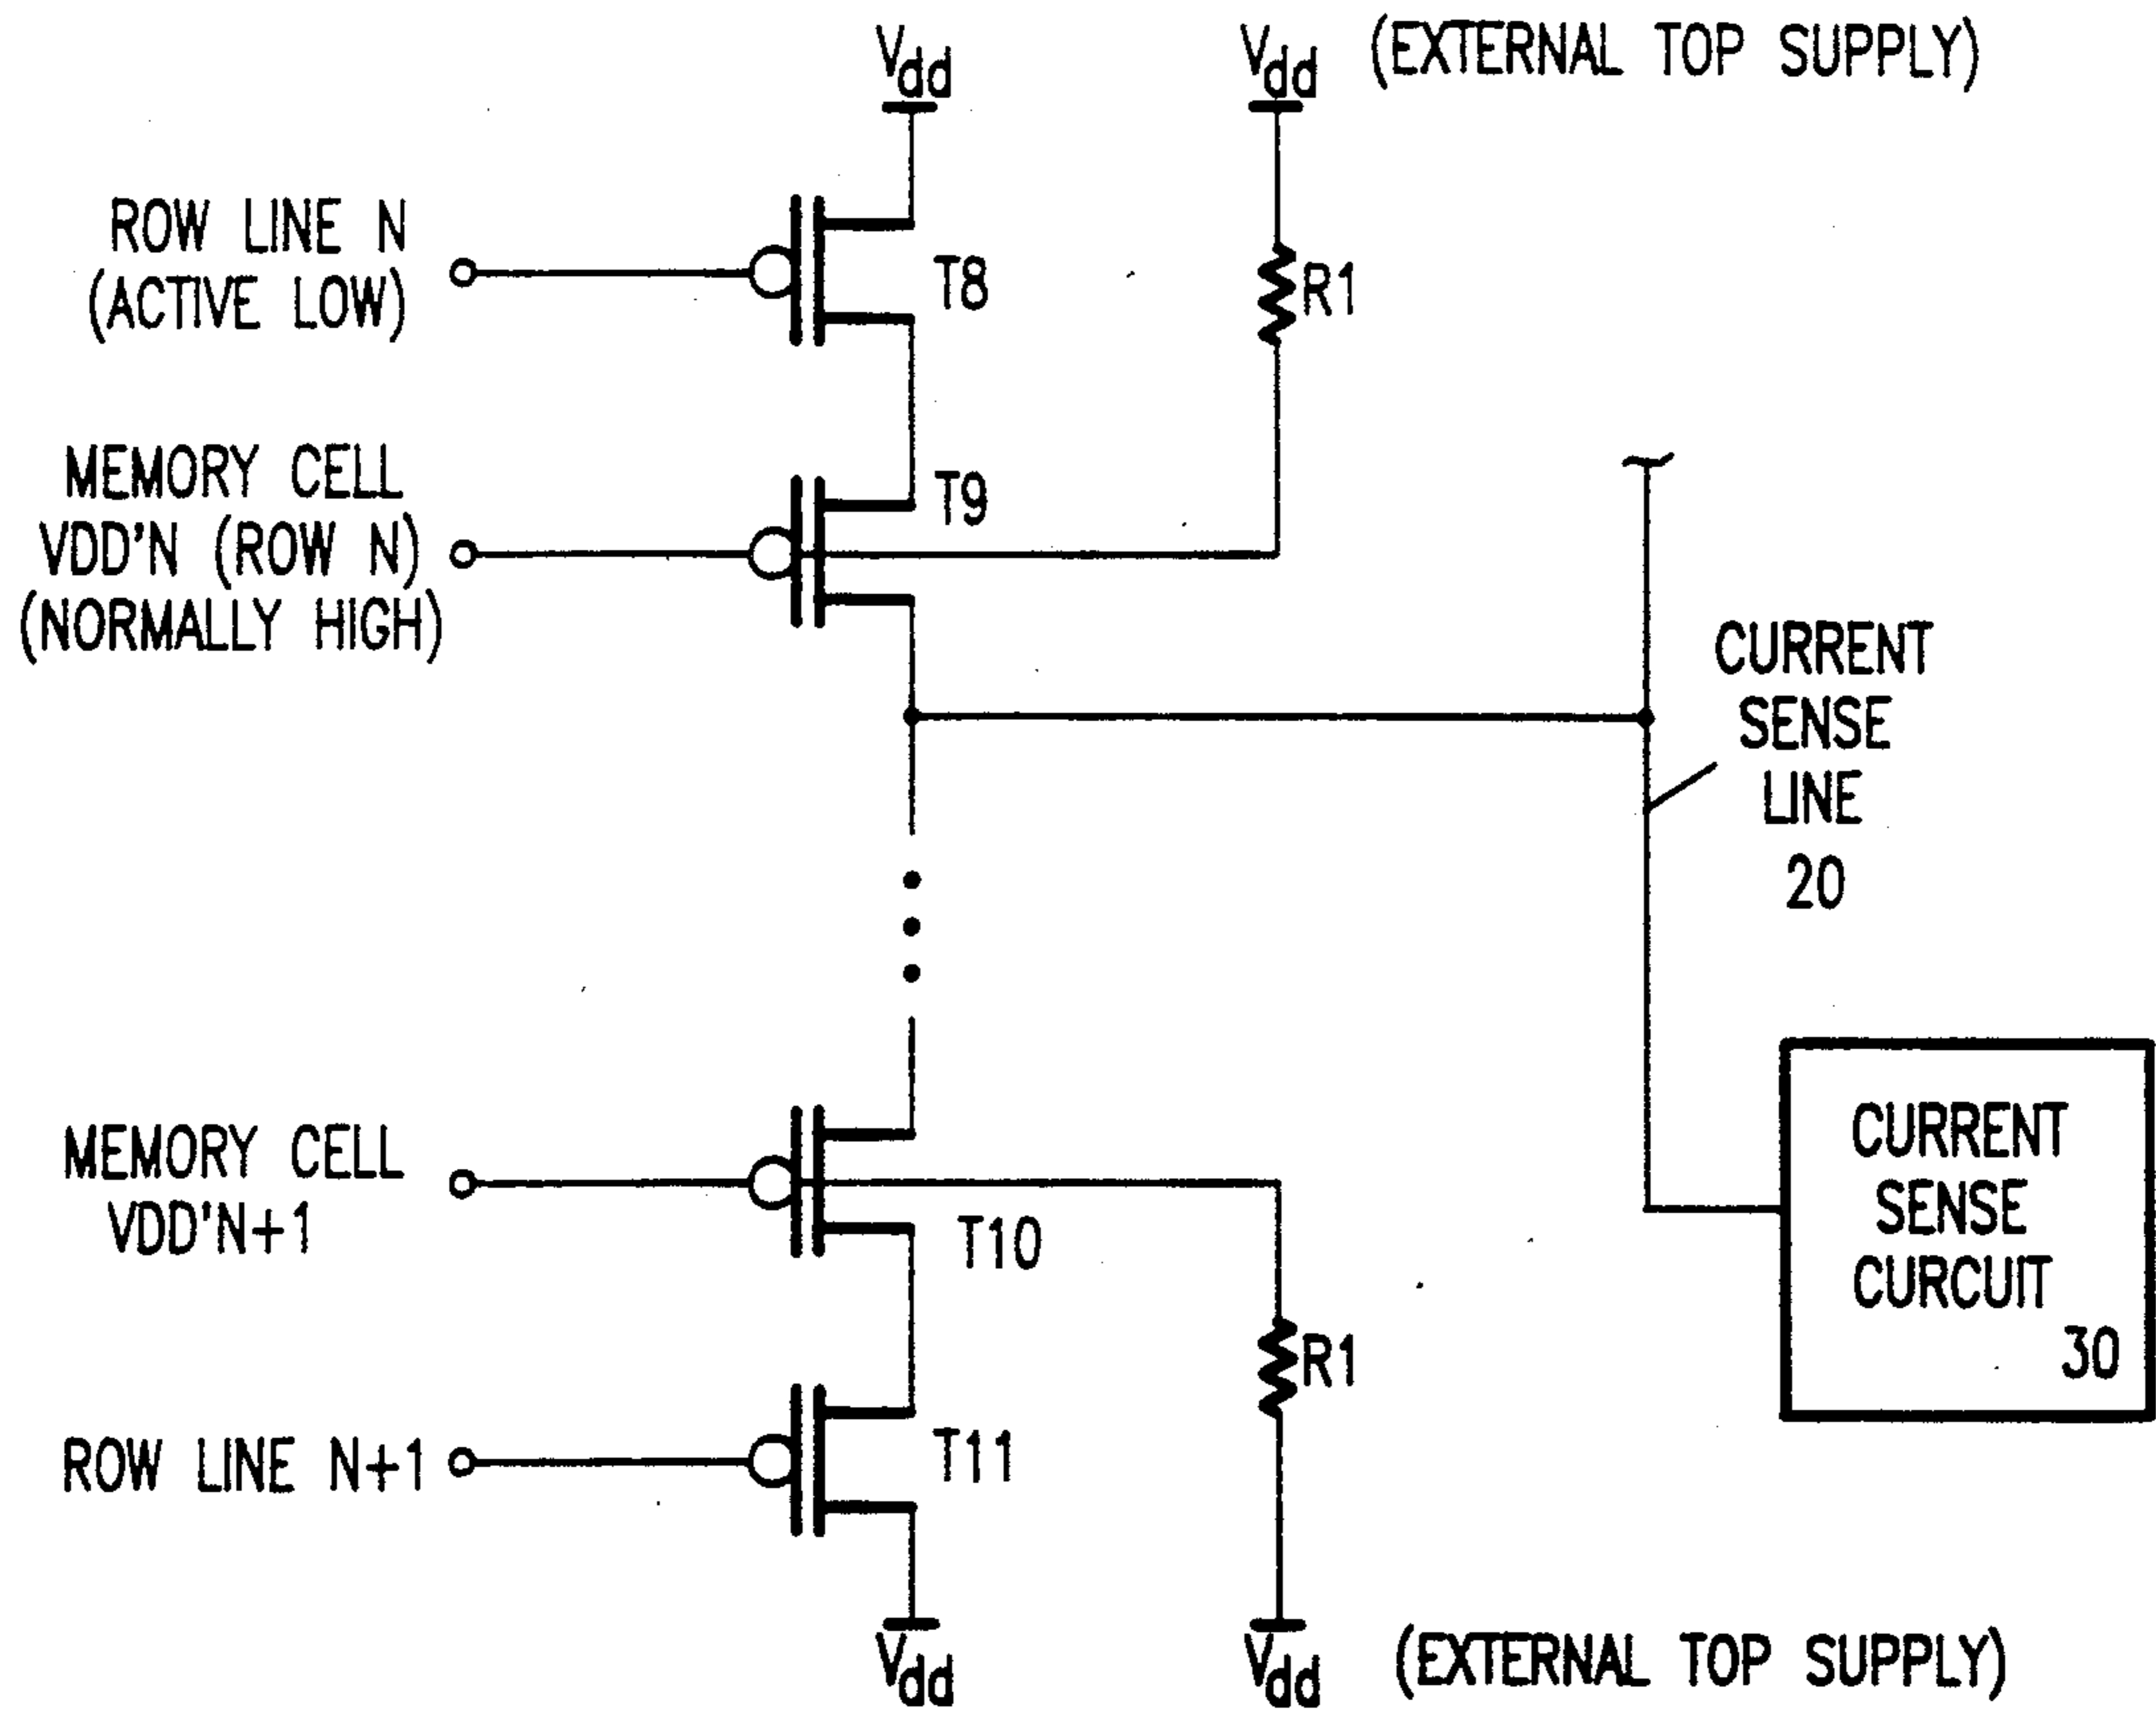 Vdd
Vdd (EXTERNAL TOP SUPPLY)
ROW LINE N
(ACTIVE LOW)
T8
R1
MEMORY CELL
VDD'N (ROW N)
(NORMALLY HIGH)
T9
CURRENT
SENSE
LINE
20
MEMORY CELL
VDD'N+1
T10
CURRENT
SENSE
CURCUIT
30
R1
ROW LINE N+1
T11
Vdd
Vdd (EXTERNAL TOP SUPPLY)